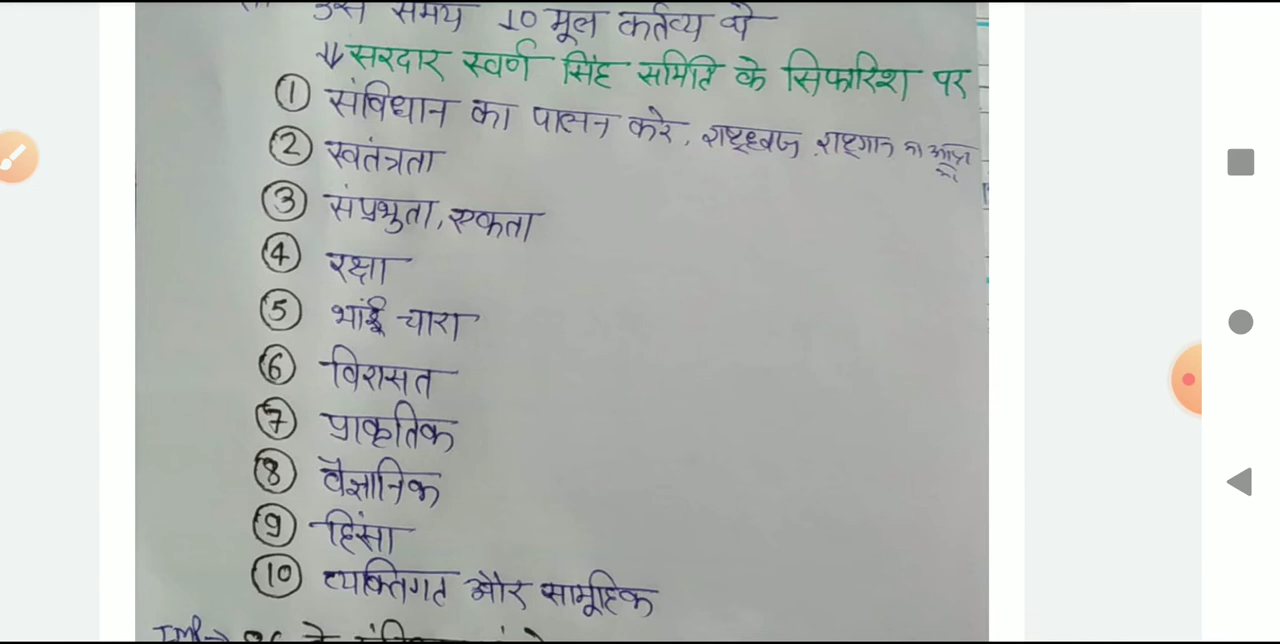 उस समय 10 मूल कर्तव्य थे
सरदार स्वर्ण सिंह समिति के सिफारिश पर
① संविधान का पालन करे, राष्ट्रध्वज, राष्ट्रगान का
② स्वतंत्रता
③ संप्रभुता, एकता
④ रक्षा
⑤ भाई चारा
⑥ विरासत
⑦ प्राकृतिक
⑧ वैज्ञानिक
⑨ हिंसा
⑩ व्यक्तिगत और सामूहिक